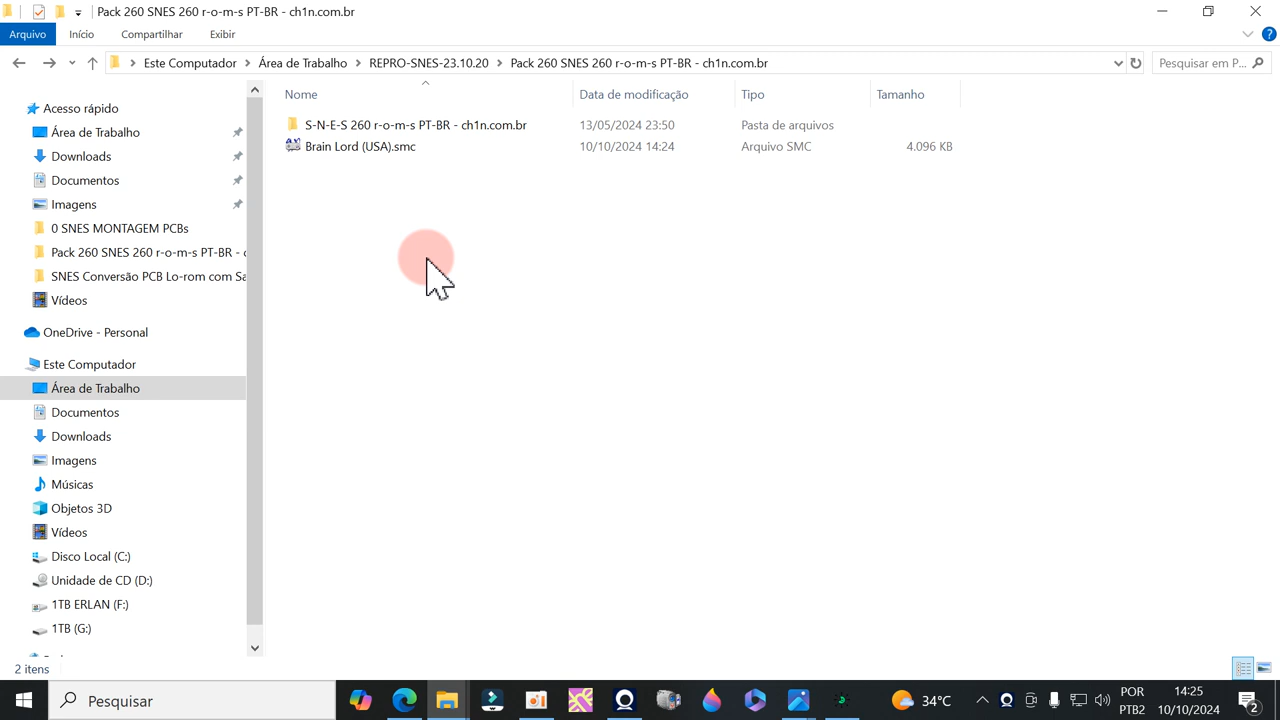 Pack 260 SNES 260 r-o-m-s PT-BR - ch1n.com.br
Arquivo Início Compartilhar Exibir
Este Computador Área de Trabalho REPRO-SNES-23.10.20 Pack 260 SNES 260 r-o-m-s PT-BR - ch1n.com.br Pesquisar em P...
Nome Data de modificação Tipo Tamanho
S-N-E-S 260 r-o-m-s PT-BR - ch1n.com.br 13/05/2024 23:50 Pasta de arquivos
Brain Lord (USA).smc 10/10/2024 14:24 Arquivo SMC 4.096 KB
Acesso rápido
Área de Trabalho
Downloads
Documentos
Imagens
0 SNES MONTAGEM PCBs
Pack 260 SNES 260 r-o-m-s PT-BR - c
SNES Conversão PCB Lo-rom com Sa
Vídeos
OneDrive - Personal
Este Computador
Área de Trabalho
Documentos
Downloads
Imagens
Músicas
Objetos 3D
Vídeos
Disco Local (C:)
Unidade de CD (D:)
1TB ERLAN (F:)
1TB (G:)
2 itens
Pesquisar
34°C
POR
PTB2
14:25
10/10/2024
2